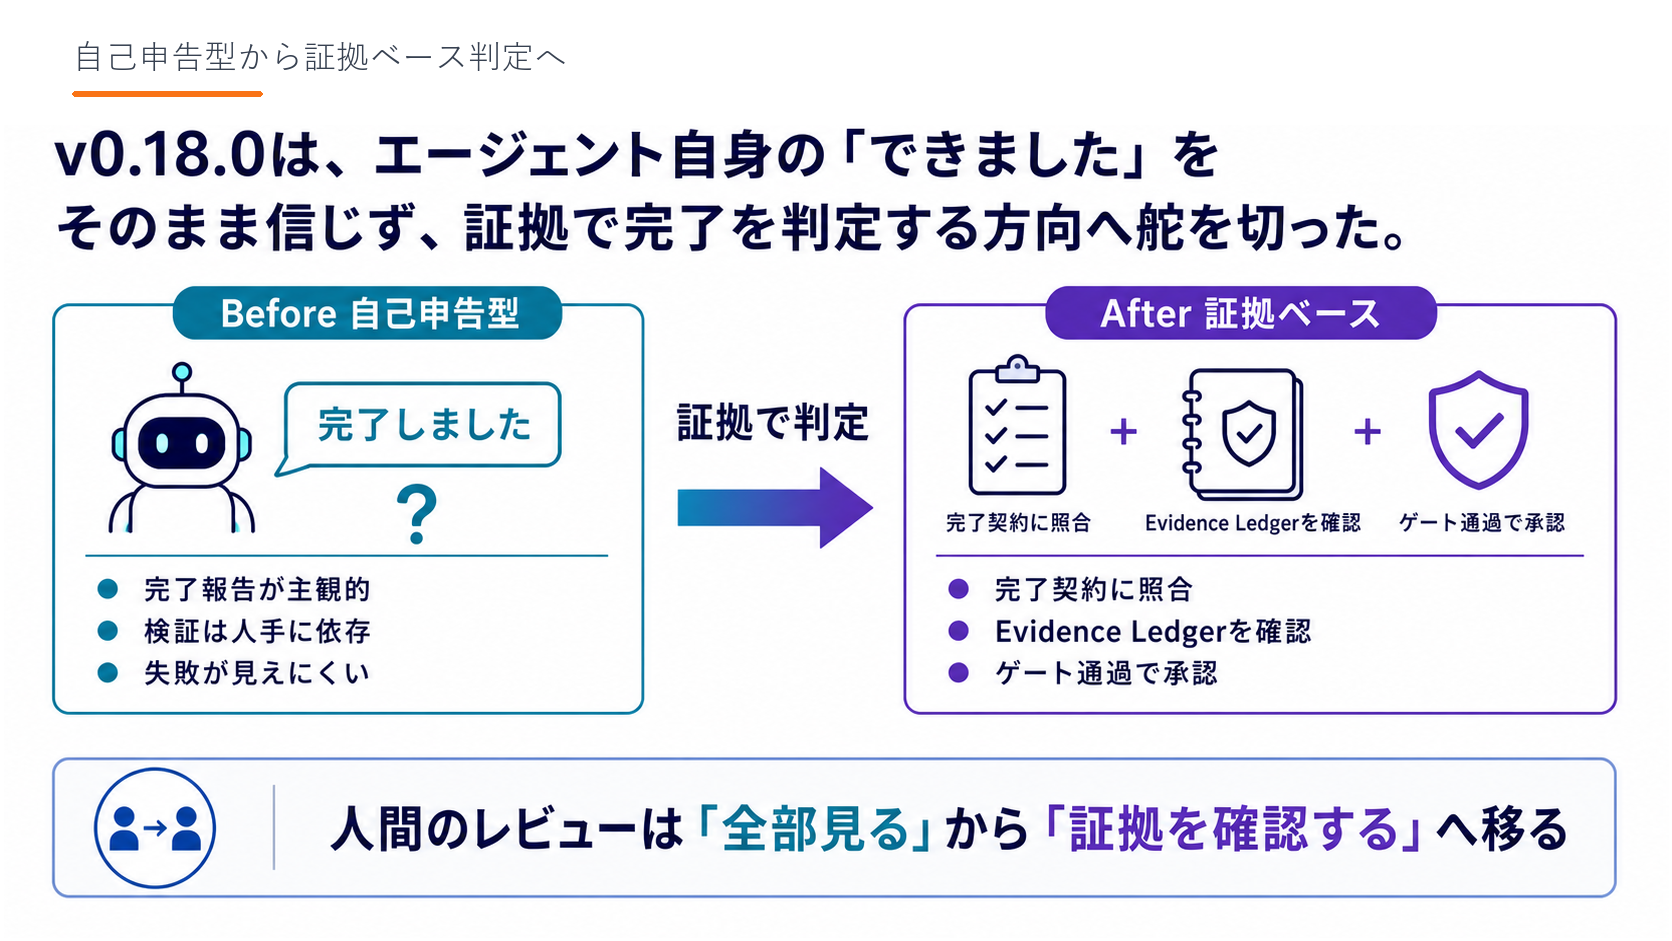 自己申告型から証拠ベース判定へ
v0.18.0は、エージェント自身の「できました」を
そのまま信じず、証拠で完了を判定する方向へ舵を切った。
Before 自己申告型
完了しました
?
完了報告が主観的
検証は人手に依存
失敗が見えにくい
証拠で判定
After 証拠ベース
+ +
完了契約に照合 Evidence Ledgerを確認 ゲート通過で承認
完了契約に照合
Evidence Ledgerを確認
ゲート通過で承認
人間のレビューは「全部見る」から「証拠を確認する」へ移る